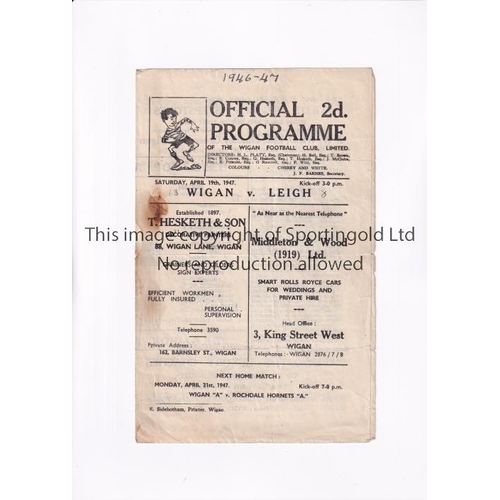 1946-47
OFFICIAL 2d.
PROGRAMME
OF THE WIGAN FOOTBALL CLUB, LIMITED.
COLOURS - CHERRY AND WHITE.
J. P. BARNES, Secretary.
SATURDAY, APRIL 19th, 1947. Kick-off 3-0 p.m.
WIGAN v. LEIGH
Established 1897.
T. HESKETH & SON
88, WIGAN LANE, WIGAN
SIGN EXPERTS
EFFICIENT WORKMEN
FULLY INSURED
PERSONAL
SUPERVISION
Telephone 3590
Private Address :
162, BARNSLEY ST., WIGAN
"As Near as the Nearest Telephone"
Middleton & Wood
(1919) Ltd.
SMART ROLLS ROYCE CARS
FOR WEDDINGS AND
PRIVATE HIRE
Head Office :
3, King Street West
WIGAN
Telephones - WIGAN 2876/7/8
NEXT HOME MATCH :
MONDAY, APRIL 21st, 1947. Kick-off 7-0 p.m.
WIGAN "A" v. ROCHDALE HORNETS "A."
E. Sidebotham, Printer, Wigan.
This image copyright of Sportingold Ltd
No reproduction allowed